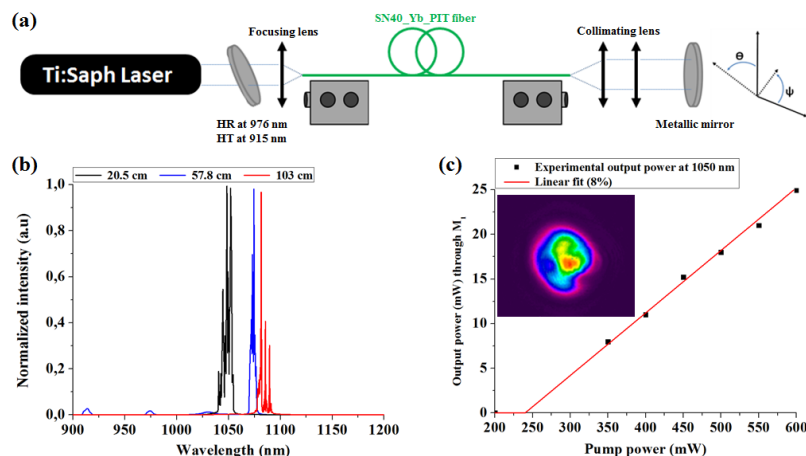 (a)
SN40_Yb_PIT fiber
Focusing lens
Collimating lens
Ti:Saph Laser
HR at 976 nm
HT at 915 nm
Metallic mirror
Θ
ψ
(b)
20.5 cm
57.8 cm
103 cm
Normalized intensity (a.u)
1,0
0,8
0,6
0,4
0,2
0,0
900
950
1000
1050
1100
1150
1200
Wavelength (nm)
(c)
Experimental output power at 1050 nm
Linear fit (8%)
Output power (mW) through M1
25
20
15
10
5
0
200
250
300
350
400
450
500
550
600
Pump power (mW)